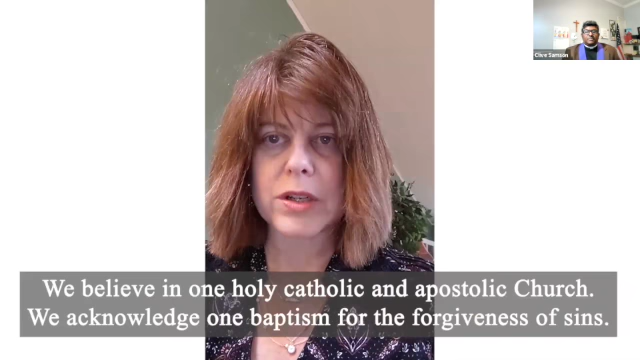 Clive Samson
We believe in one holy catholic and apostolic Church.
We acknowledge one baptism for the forgiveness of sins.